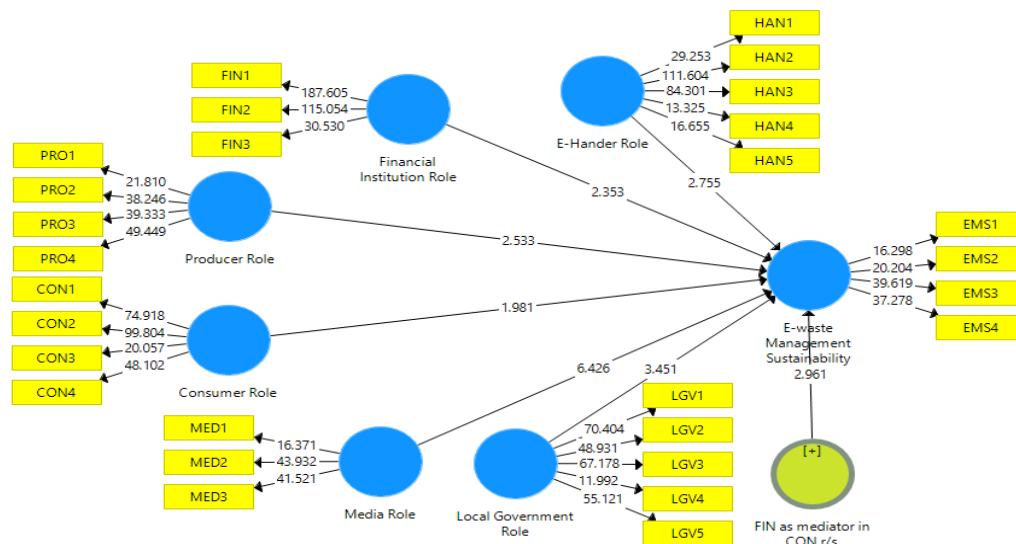 HAN1
HAN2
HAN3
HAN4
HAN5
29.253
111.604
84.301
13.325
16.655
E-Hander Role
2.755
FIN1
FIN2
FIN3
187.605
115.054
30.530
Financial
Institution Role
2.353
PRO1
PRO2
PRO3
PRO4
21.810
38.246
39.333
49.449
Producer Role
2.533
CON1
CON2
CON3
CON4
74.918
99.804
20.057
48.102
Consumer Role
1.981
EMS1
EMS2
EMS3
EMS4
16.298
20.204
39.619
37.278
E-waste
Management
Sustainability
2.961
MED1
MED2
MED3
16.371
43.932
41.521
Media Role
6.426
LGV1
LGV2
LGV3
LGV4
LGV5
70.404
48.931
67.178
11.992
55.121
Local Government
Role
3.451
[+]
FIN as mediator in
CON r/s